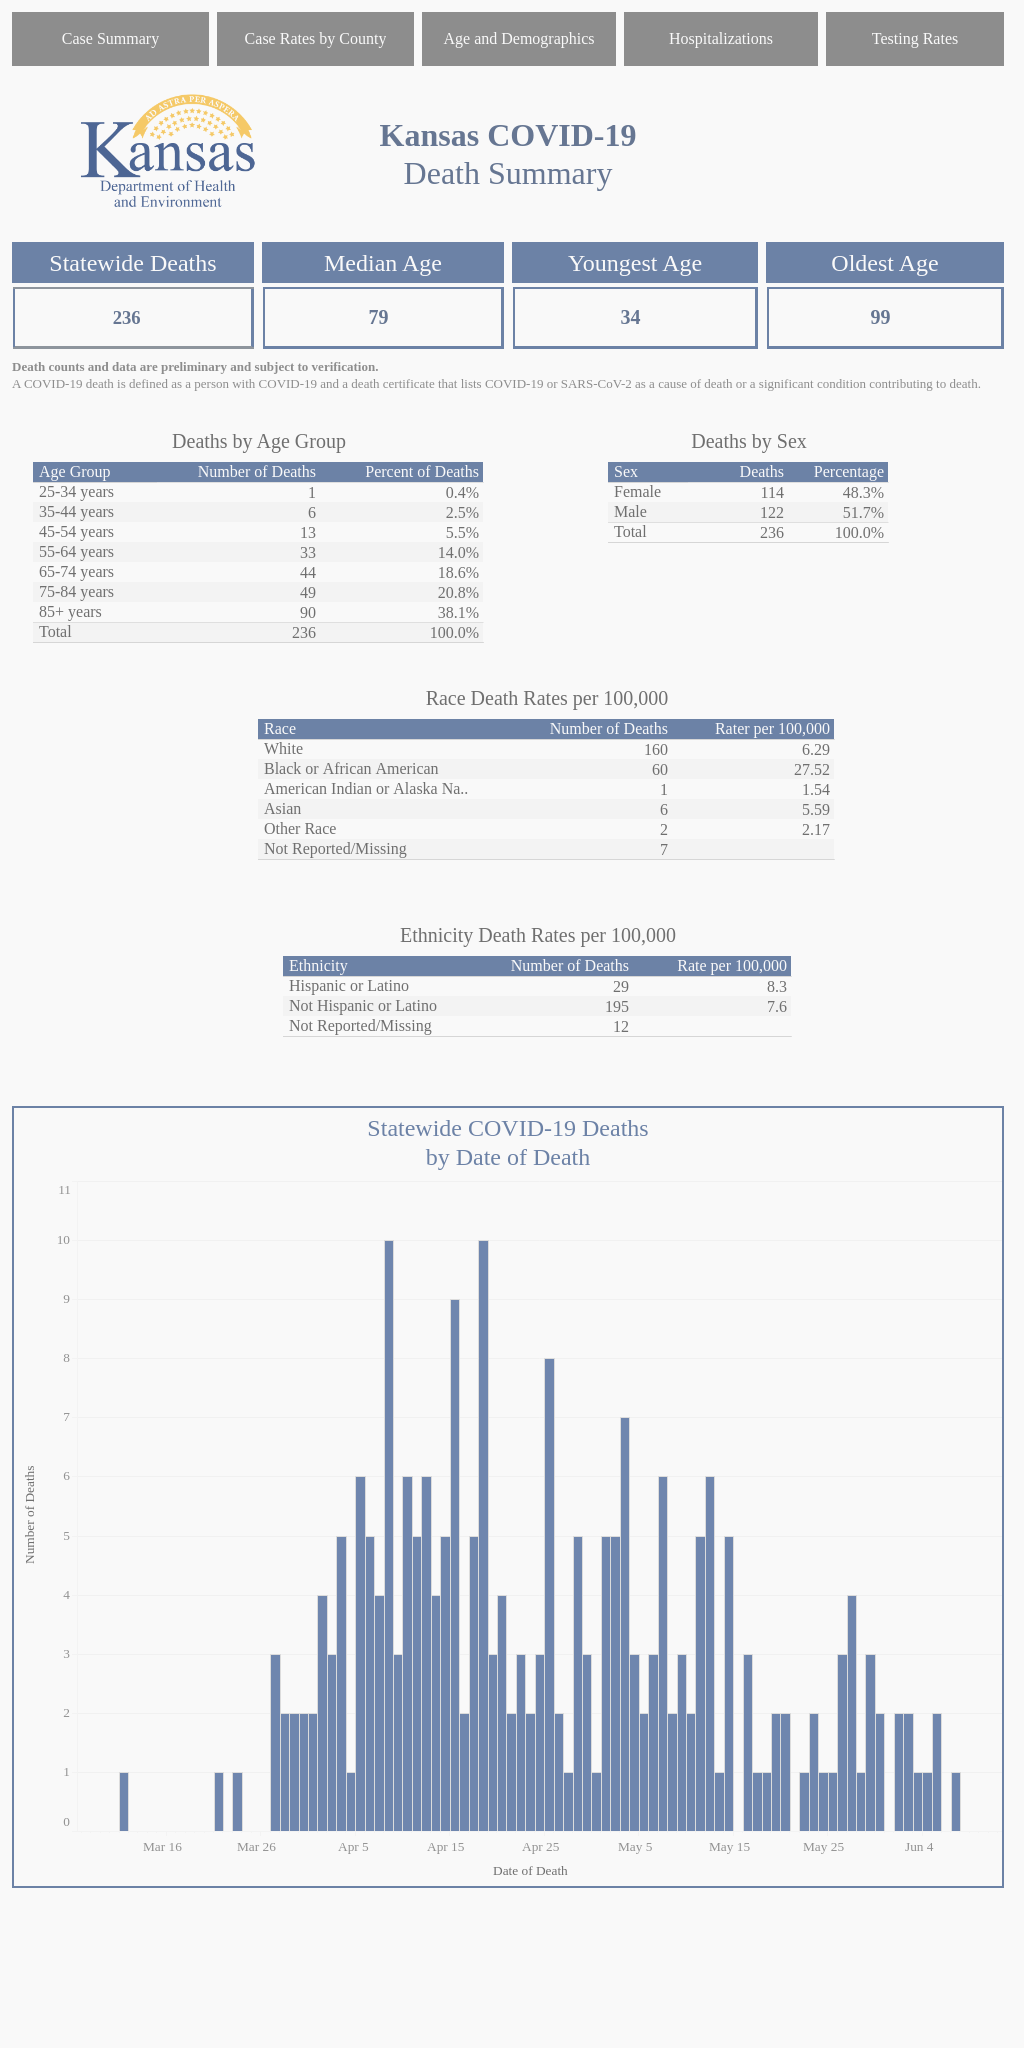 Case Summary
Case Rates by County
Age and Demographics
Hospitalizations
Testing Rates
AD ASTRA PER ASPERA
Kansas
Department of Health
and Environment
Kansas COVID-19
Death Summary
Statewide Deaths Median Age Youngest Age Oldest Age
236 79 34 99
Death counts and data are preliminary and subject to verification.
A COVID-19 death is defined as a person with COVID-19 and a death certificate that lists COVID-19 or SARS-CoV-2 as a cause of death or a significant condition contributing to death.
Deaths by Age Group
Age Group Number of Deaths Percent of Deaths
25-34 years 1 0.4%
35-44 years 6 2.5%
45-54 years 13 5.5%
55-64 years 33 14.0%
65-74 years 44 18.6%
75-84 years 49 20.8%
85+ years 90 38.1%
Total 236 100.0%
Deaths by Sex
Sex Deaths Percentage
Female 114 48.3%
Male 122 51.7%
Total 236 100.0%
Race Death Rates per 100,000
Race Number of Deaths Rater per 100,000
White 160 6.29
Black or African American 60 27.52
American Indian or Alaska Na.. 1 1.54
Asian 6 5.59
Other Race 2 2.17
Not Reported/Missing 7
Ethnicity Death Rates per 100,000
Ethnicity Number of Deaths Rate per 100,000
Hispanic or Latino 29 8.3
Not Hispanic or Latino 195 7.6
Not Reported/Missing 12
Statewide COVID-19 Deaths
by Date of Death
11
10
9
8
7
6
5
4
3
2
1
0
Number of Deaths
Mar 16 Mar 26 Apr 5 Apr 15 Apr 25 May 5 May 15 May 25 Jun 4
Date of Death